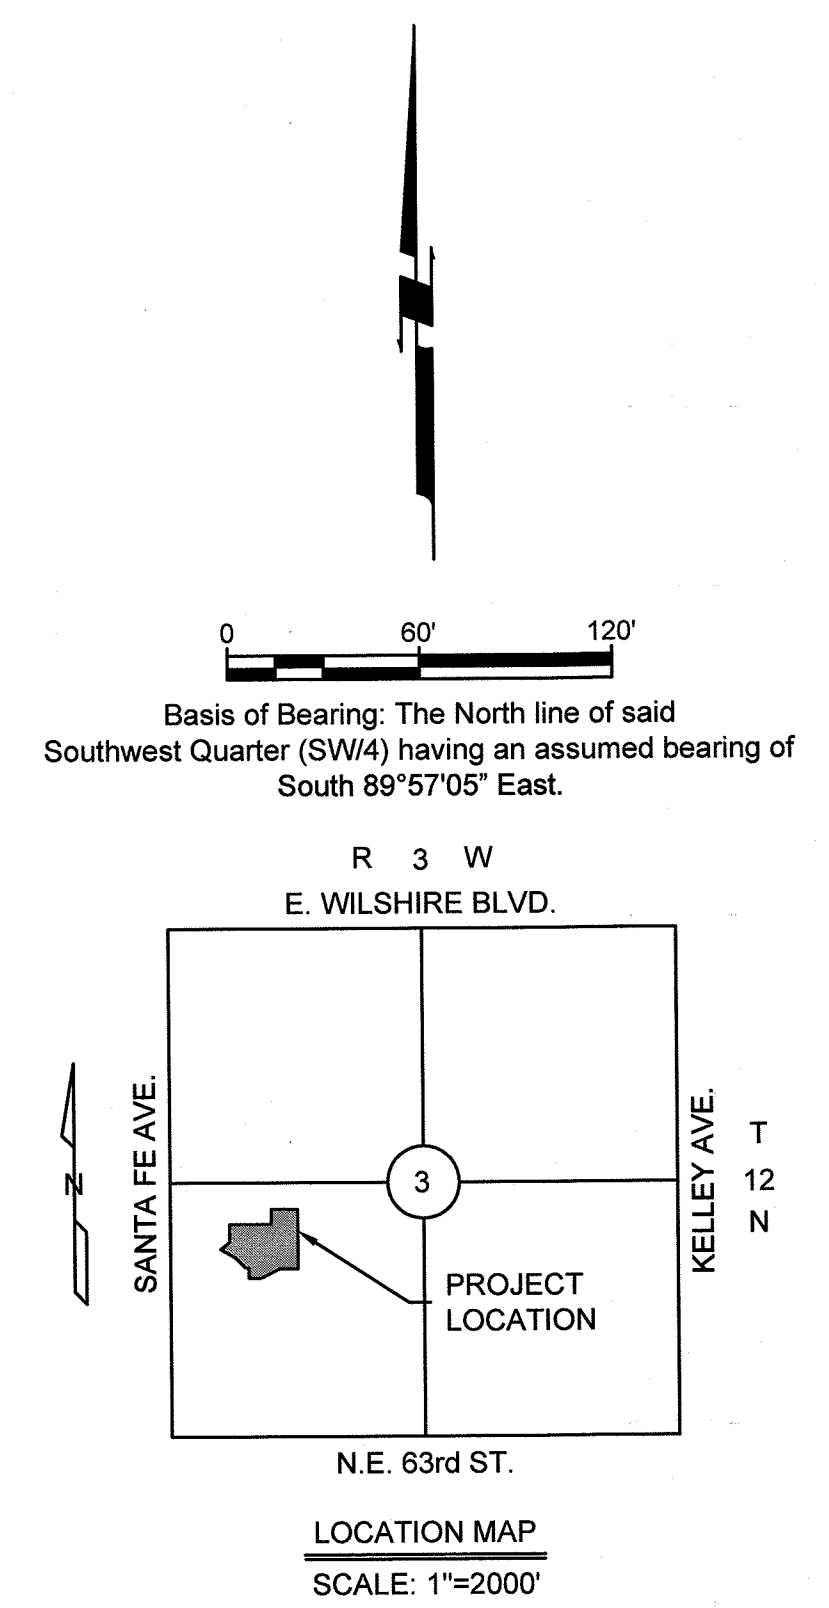 0 60' 120'
Basis of Bearing: The North line of said
Southwest Quarter (SW/4) having an assumed bearing of
South 89°57'05” East.
R 3 W
E. WILSHIRE BLVD.
SANTA FE AVE.
KELLEY AVE.
T
12
N
N
3
PROJECT
LOCATION
N.E. 63rd ST.
LOCATION MAP
SCALE: 1"=2000'